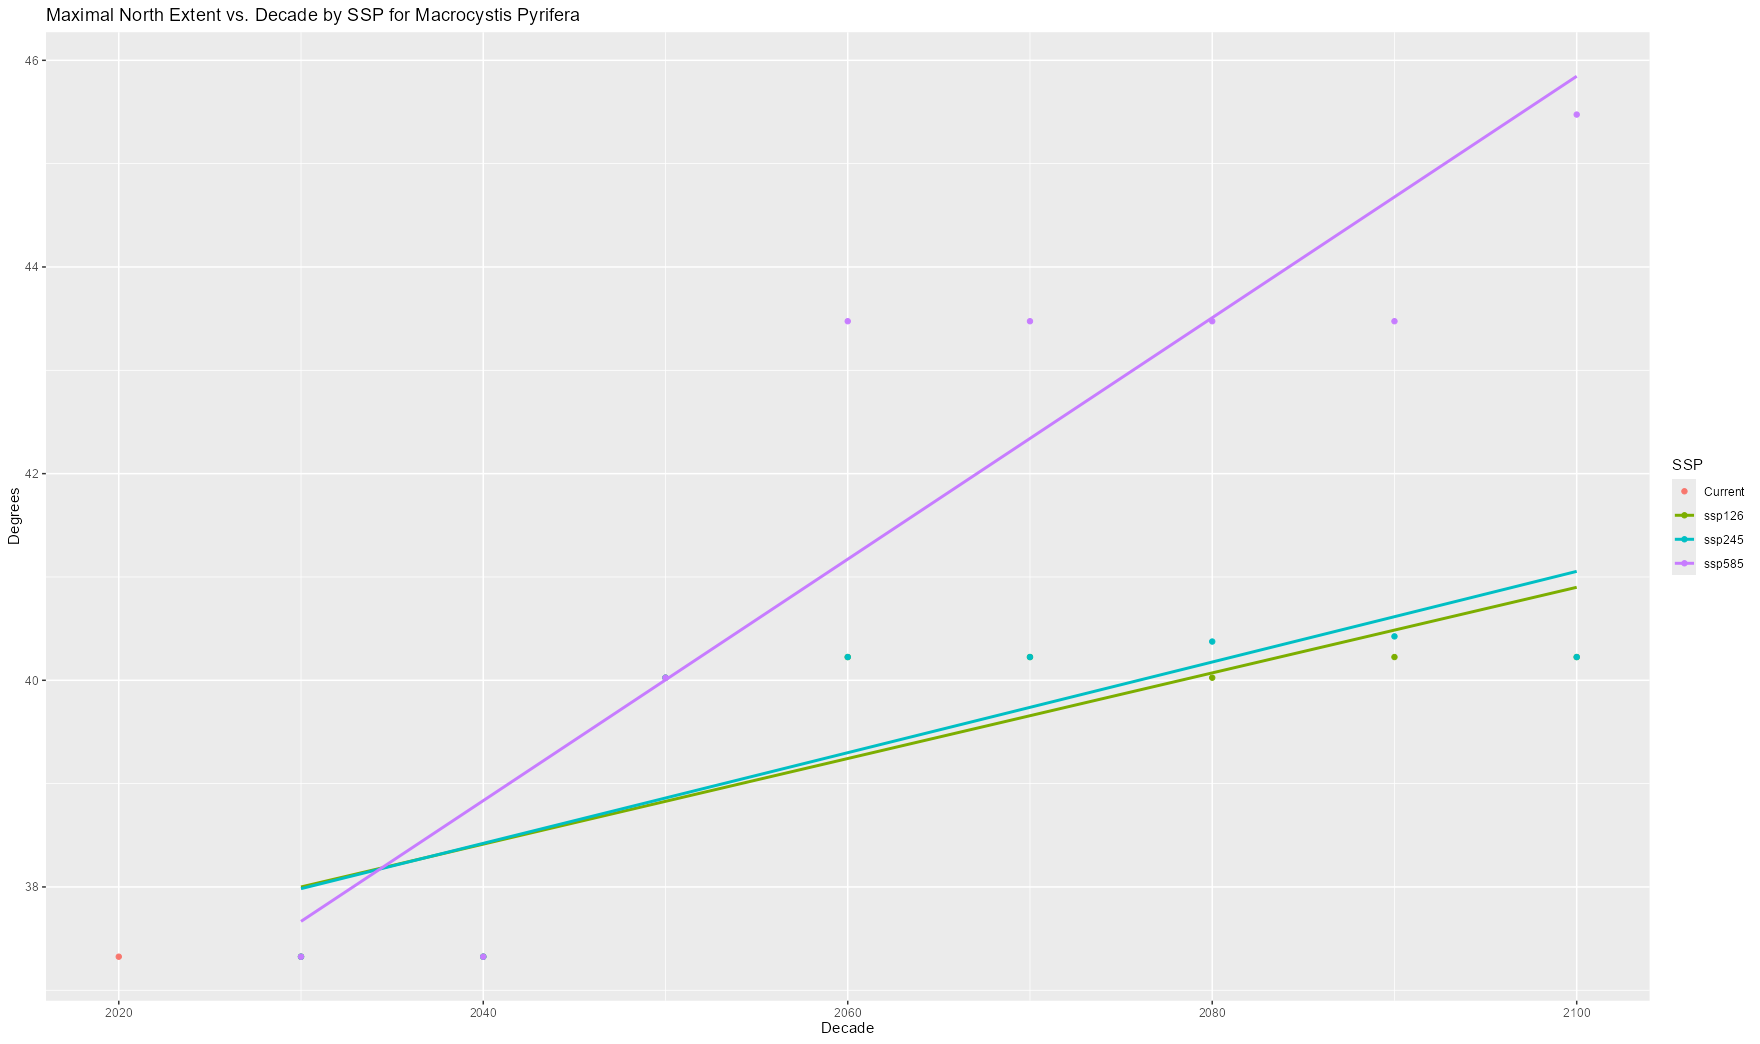 Maximal North Extent vs. Decade by SSP for Macrocystis Pyrifera
46
44
42
40
38
Degrees
2020 2040 2060 2080 2100
Decade
SSP
Current
ssp126
ssp245
ssp585